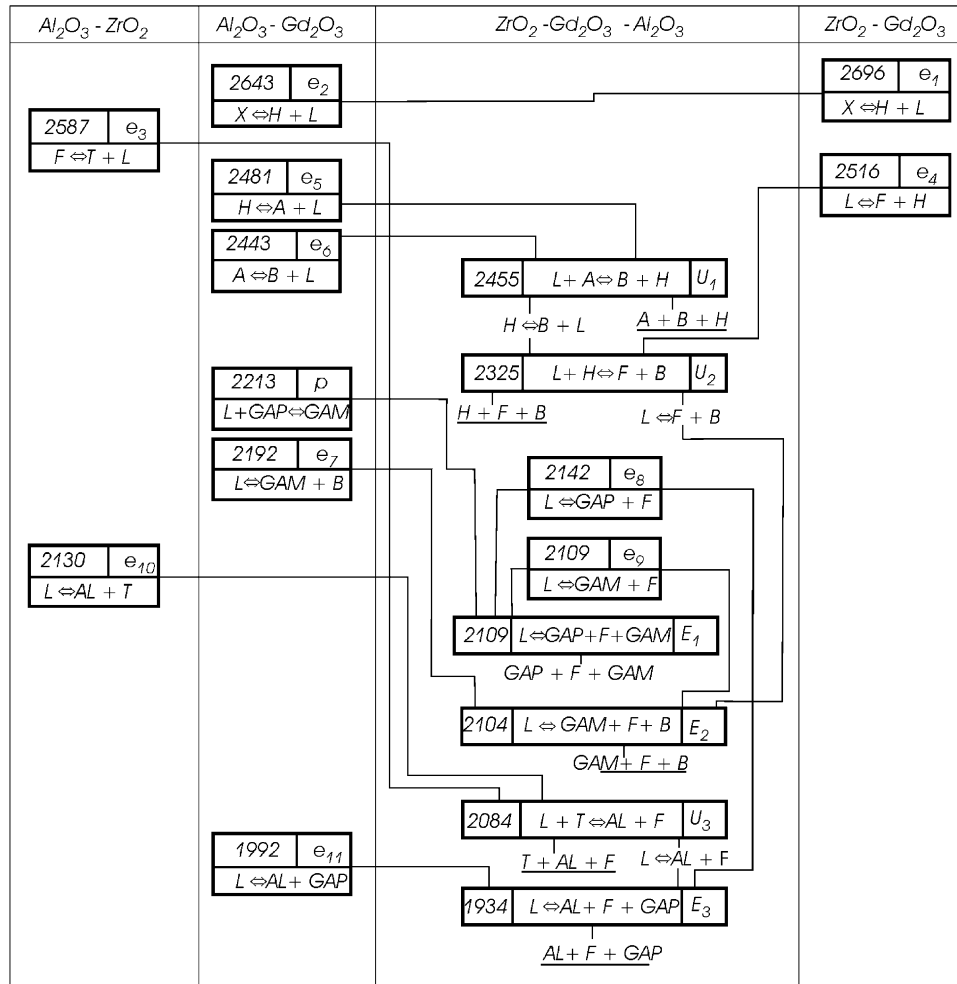 Al₂O₃ - ZrO₂
Al₂O₃ - Gd₂O₃
ZrO₂ - Gd₂O₃ - Al₂O₃
ZrO₂ - Gd₂O₃
2643 e₂
X ⇔ H + L
2696 e₁
X ⇔ H + L
2587 e₃
F ⇔ T + L
2481 e₅
H ⇔ A + L
2516 e₄
L ⇔ F + H
2443 e₆
A ⇔ B + L
2455 L + A ⇔ B + H U₁
H ⇔ B + L
A + B + H
2325 L + H ⇔ F + B U₂
H + F + B
L ⇔ F + B
2213 p
L + GAP ⇔ GAM
2192 e₇
L ⇔ GAM + B
2142 e₈
L ⇔ GAP + F
2130 e₁₀
L ⇔ AL + T
2109 e₉
L ⇔ GAM + F
2109 L ⇔ GAP + F + GAM E₁
GAP + F + GAM
2104 L ⇔ GAM + F + B E₂
GAM + F + B
2084 L + T ⇔ AL + F U₃
T + AL + F
L ⇔ AL + F
1992 e₁₁
L ⇔ AL + GAP
1934 L ⇔ AL + F + GAP E₃
AL + F + GAP